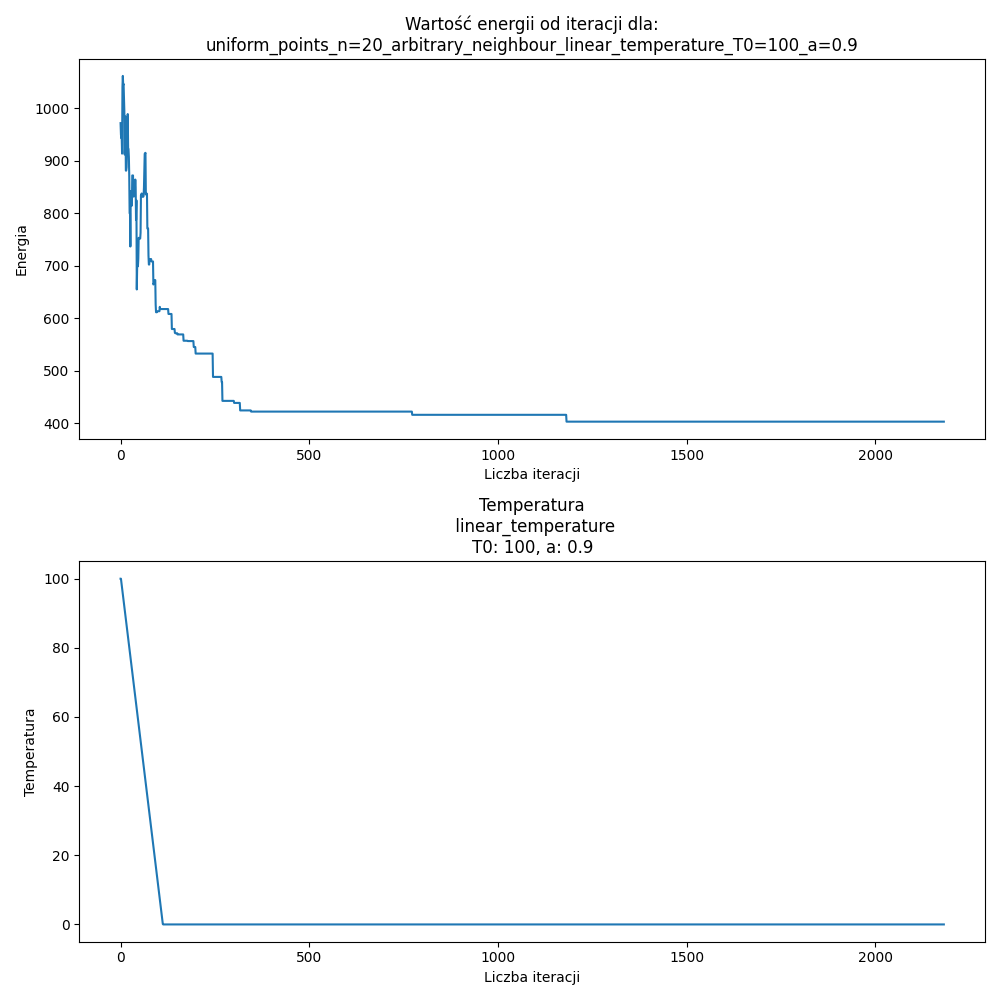 Wartość energii od iteracji dla:
uniform_points_n=20_arbitrary_neighbour_linear_temperature_T0=100_a=0.9
1000
900
800
700
600
500
400
Energia
0 500 1000 1500 2000
Liczba iteracji
Temperatura
linear_temperature
T0: 100, a: 0.9
100
80
60
40
20
0
Temperatura
0 500 1000 1500 2000
Liczba iteracji